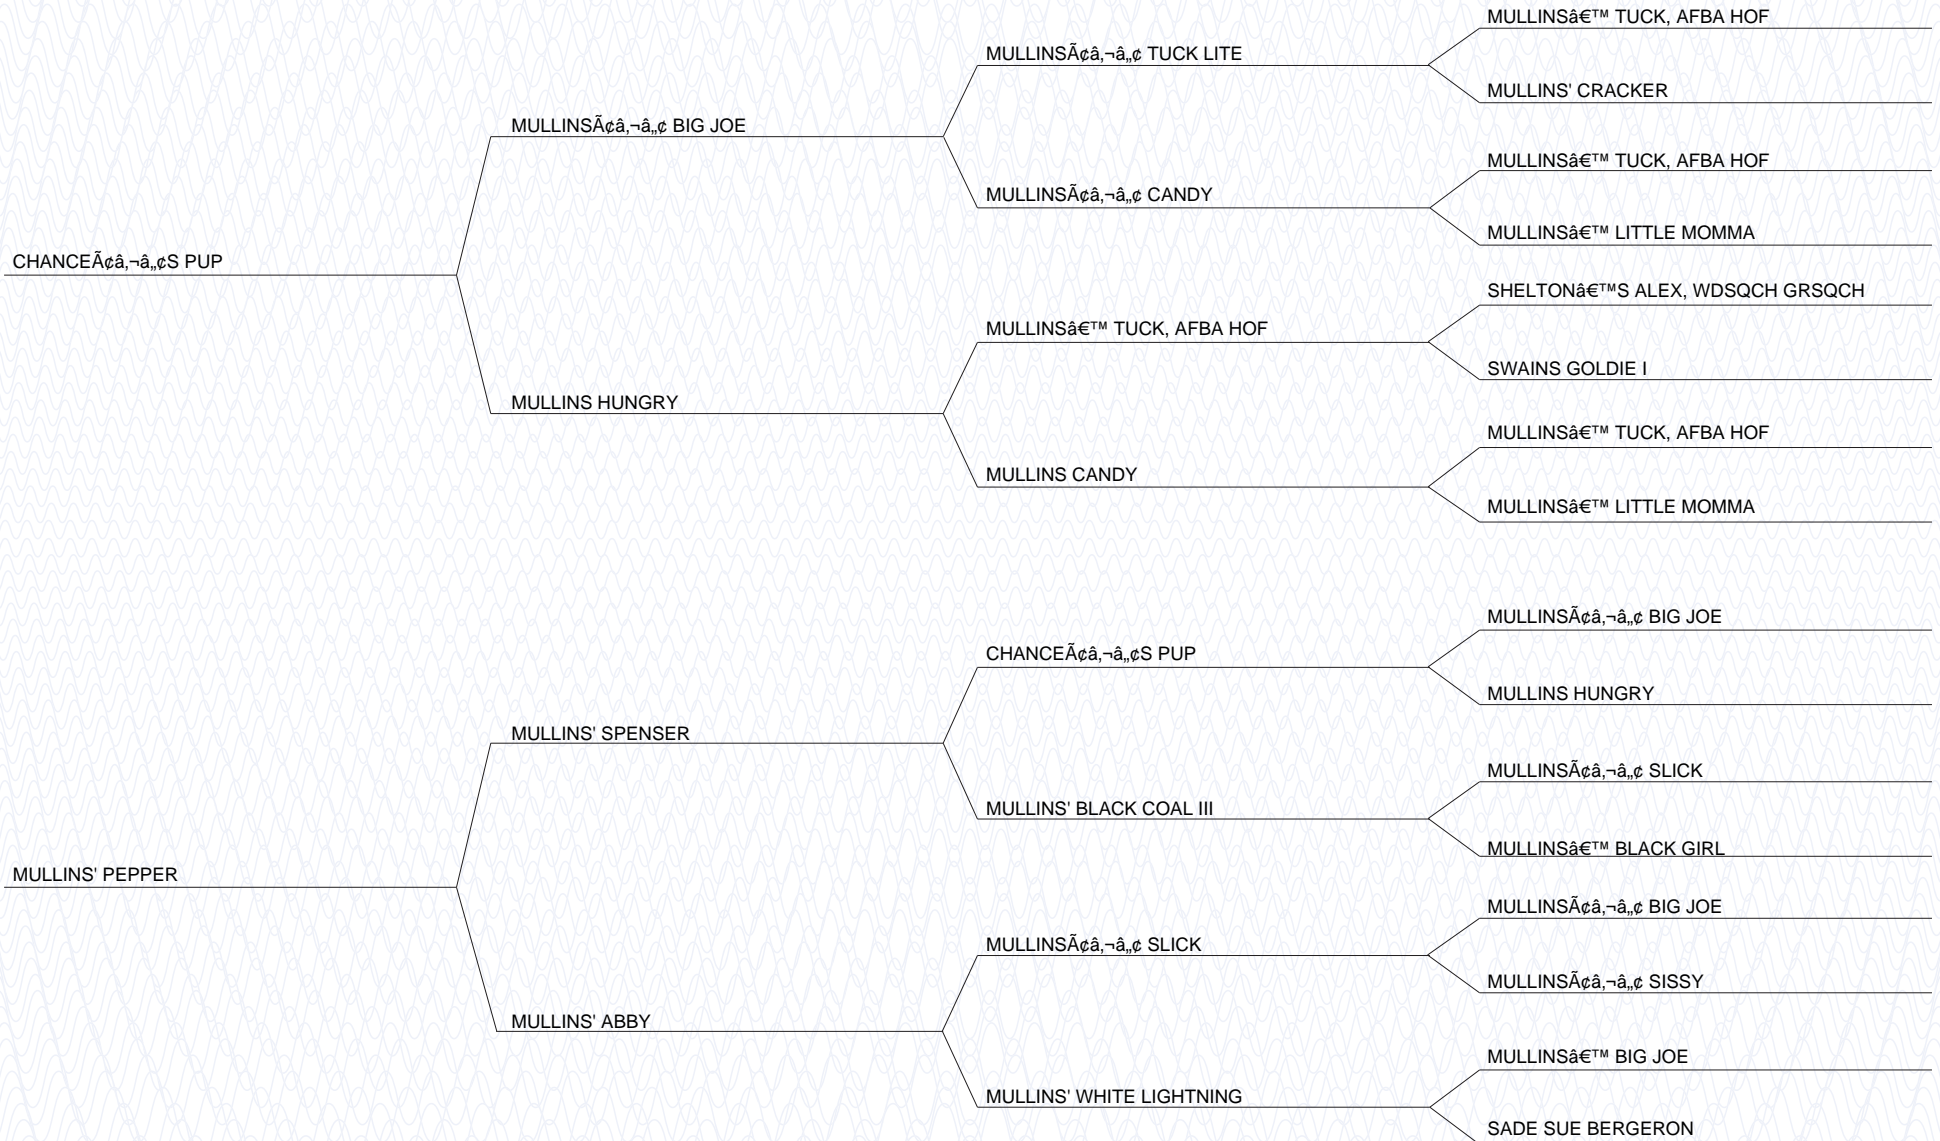 MULLINSâ€™ TUCK, AFBA HOF
MULLINSÃ¢â‚¬â„¢ TUCK LITE
MULLINS' CRACKER
MULLINSÃ¢â‚¬â„¢ BIG JOE
MULLINSâ€™ TUCK, AFBA HOF
MULLINSÃ¢â‚¬â„¢ CANDY
MULLINSâ€™ LITTLE MOMMA
CHANCEÃ¢â‚¬â„¢S PUP
SHELTONâ€™S ALEX, WDSQCH GRSQCH
MULLINSâ€™ TUCK, AFBA HOF
SWAINS GOLDIE I
MULLINS HUNGRY
MULLINSâ€™ TUCK, AFBA HOF
MULLINS CANDY
MULLINSâ€™ LITTLE MOMMA
MULLINSÃ¢â‚¬â„¢ BIG JOE
CHANCEÃ¢â‚¬â„¢S PUP
MULLINS HUNGRY
MULLINS' SPENSER
MULLINSÃ¢â‚¬â„¢ SLICK
MULLINS' BLACK COAL III
MULLINSâ€™ BLACK GIRL
MULLINS' PEPPER
MULLINSÃ¢â‚¬â„¢ BIG JOE
MULLINSÃ¢â‚¬â„¢ SLICK
MULLINSÃ¢â‚¬â„¢ SISSY
MULLINS' ABBY
MULLINSâ€™ BIG JOE
MULLINS' WHITE LIGHTNING
SADE SUE BERGERON